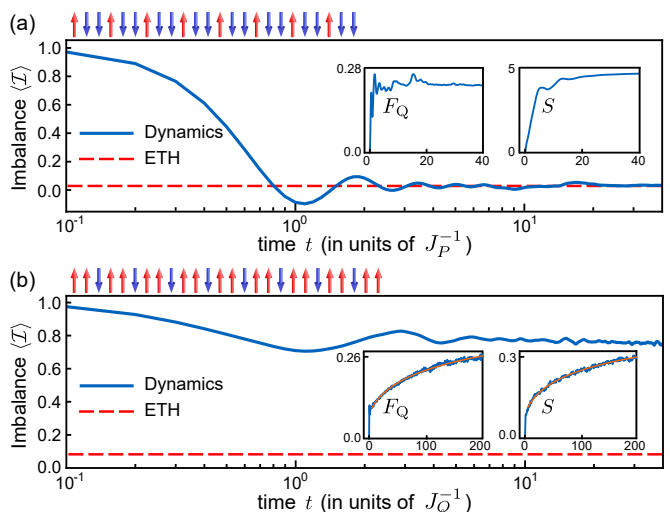 (a)
Imbalance ⟨ℐ⟩
1.0
0.8
0.6
0.4
0.2
0.0
Dynamics
ETH
0.28
0.0
F_Q
0 20 40
5
0
S
0 20 40
10^{-1} 10^0 10^1
time t (in units of J_P^{-1})
(b)
Imbalance ⟨ℐ⟩
1.0
0.8
0.6
0.4
0.2
0.0
Dynamics
ETH
0.26
0.0
F_Q
0 100 200
0.3
0.0
S
0 100 200
10^{-1} 10^0 10^1
time t (in units of J_Q^{-1})